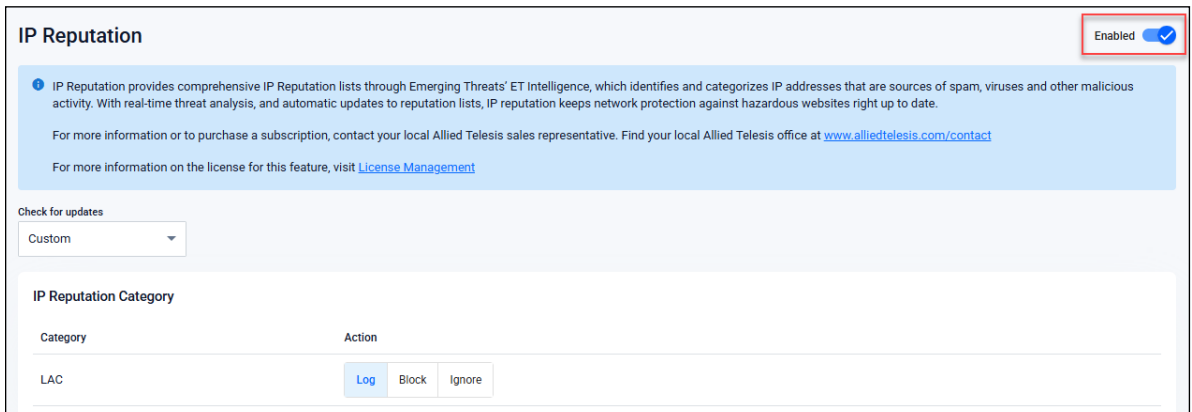 IP Reputation
Enabled
IP Reputation provides comprehensive IP Reputation lists through Emerging Threats' ET Intelligence, which identifies and categorizes IP addresses that are sources of spam, viruses and other malicious
activity. With real-time threat analysis, and automatic updates to reputation lists, IP reputation keeps network protection against hazardous websites right up to date.
For more information or to purchase a subscription, contact your local Allied Telesis sales representative. Find your local Allied Telesis office at www.alliedtelesis.com/contact
For more information on the license for this feature, visit License Management
Check for updates
Custom
IP Reputation Category
Category Action
LAC Log Block Ignore